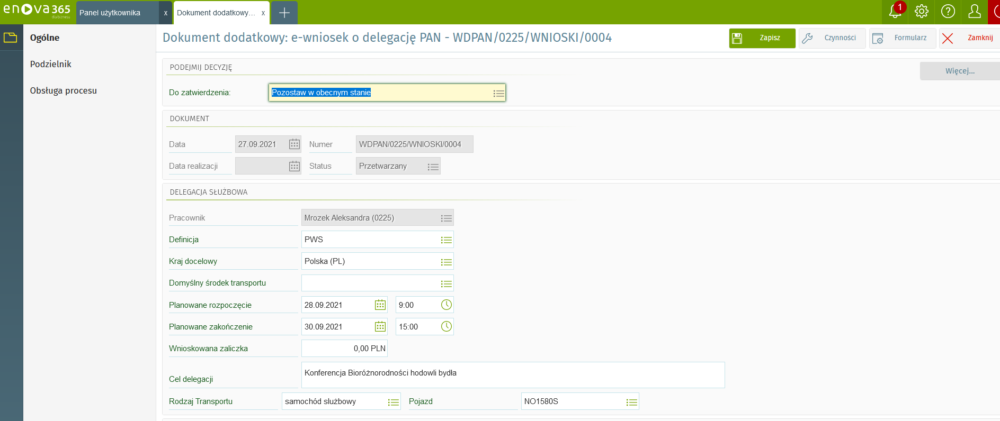 enova365
dla biznesu
Panel użytkownika x
Dokument dodatkowy... x
1
Ogólne
Podzielnik
Obsługa procesu
Dokument dodatkowy: e-wniosek o delegację PAN - WDPAN/0225/WNIOSKI/0004
Zapisz
Czynności
Formularz
Zamknij
PODEJMIJ DECYZJĘ
Więcej...
Do zatwierdzenia: Pozostaw w obecnym stanie
DOKUMENT
Data 27.09.2021 Numer WDPAN/0225/WNIOSKI/0004
Data realizacji Status Przetwarzany
DELEGACJA SŁUŻBOWA
Pracownik Mrozek Aleksandra (0225)
Definicja PWS
Kraj docelowy Polska (PL)
Domyślny środek transportu
Planowane rozpoczęcie 28.09.2021 9:00
Planowane zakończenie 30.09.2021 15:00
Wnioskowana zaliczka 0,00 PLN
Cel delegacji Konferencja Bioróżnorodności hodowli bydła
Rodzaj Transportu samochód slużbowy Pojazd NO1580S